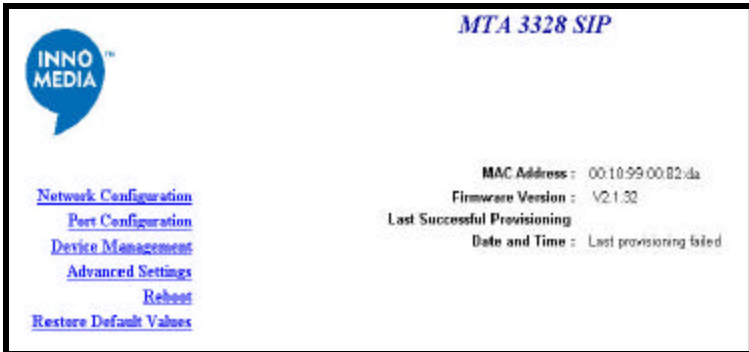 MTA 3328 SIP
INNO
MEDIA
TM
MAC Address : 00:10:99:00:82:da
Network Configuration
Firmware Version : V2.1.32
Port Configuration
Last Successful Provisioning
Device Management
Date and Time : Last provisioning failed
Advanced Settings
Reboot
Restore Default Values